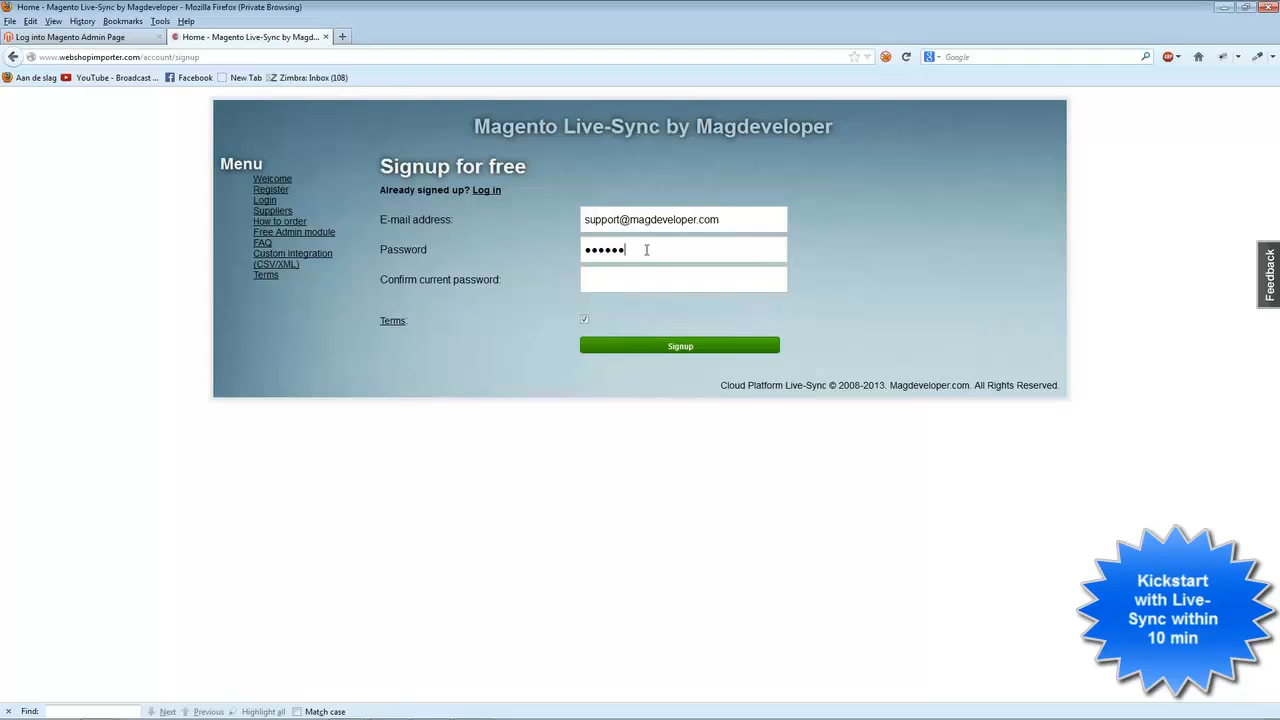 Home - Magento Live-Sync by Magdeveloper - Mozilla Firefox (Private Browsing)
File Edit View History Bookmarks Tools Help
Log into Magento Admin Page × Home - Magento Live-Sync by Magd... × +
www.webshopimporter.com/account/signup Google
Aan de slag YouTube - Broadcast ... Facebook New Tab Zimbra: Inbox (108)
Magento Live-Sync by Magdeveloper
Menu
Welcome
Register
Login
Suppliers
How to order
Free Admin module
FAQ
Custom Integration
(CSV/XML)
Terms
Signup for free
Already signed up? Log in
E-mail address: support@magdeveloper.com
Password ••••••
Confirm current password:
Terms:
Signup
Cloud Platform Live-Sync © 2008-2013. Magdeveloper.com. All Rights Reserved.
Feedback
Kickstart
with Live-
Sync within
10 min
× Find: Next Previous Highlight all Match case